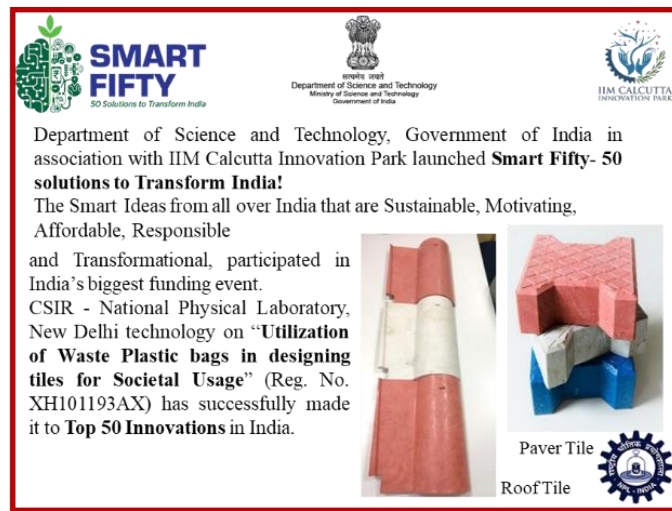 SMART
FIFTY
50 Solutions to Transform India
सत्यमेव जयते
Department of Science and Technology
Ministry of Science and Technology
Government of India
IIM CALCUTTA
INNOVATION PARK
Department of Science and Technology, Government of India in
association with IIM Calcutta Innovation Park launched Smart Fifty- 50
solutions to Transform India!
The Smart Ideas from all over India that are Sustainable, Motivating,
Affordable, Responsible
and Transformational, participated in
India’s biggest funding event.
CSIR - National Physical Laboratory,
New Delhi technology on “Utilization
of Waste Plastic bags in designing
tiles for Societal Usage” (Reg. No.
XH101193AX) has successfully made
it to Top 50 Innovations in India.
Paver Tile
Roof Tile
NPL-INDIA